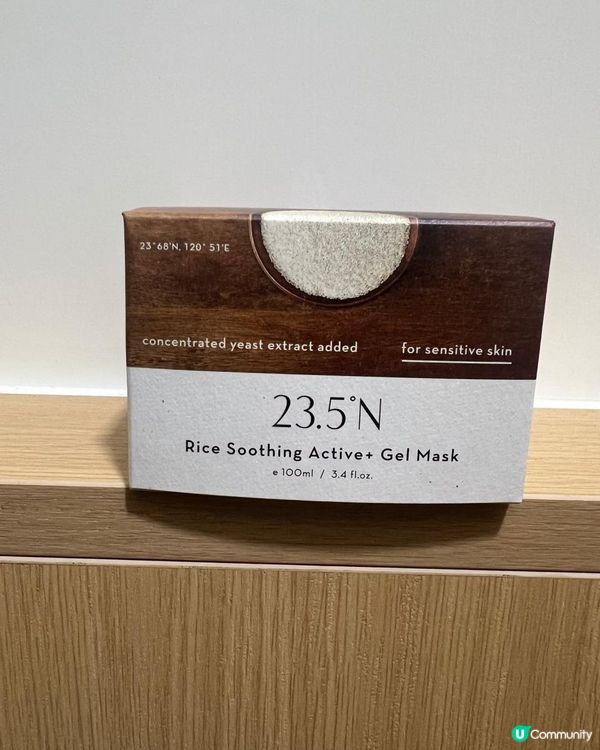 23°68'N, 120° 51'E
concentrated yeast extract added
for sensitive skin
23.5°N
Rice Soothing Active+ Gel Mask
e 100ml / 3.4 fl.oz.
U Community